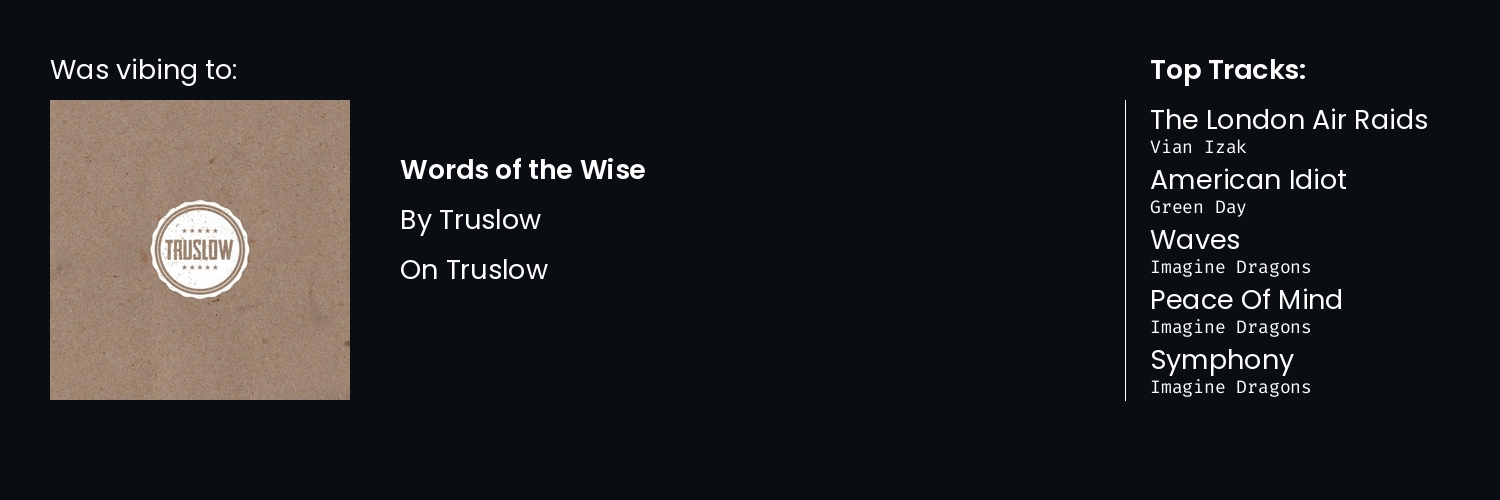 Was vibing to:
TRUSLOW
Words of the Wise
By Truslow
On Truslow
Top Tracks:
The London Air Raids
Vian Izak
American Idiot
Green Day
Waves
Imagine Dragons
Peace Of Mind
Imagine Dragons
Symphony
Imagine Dragons